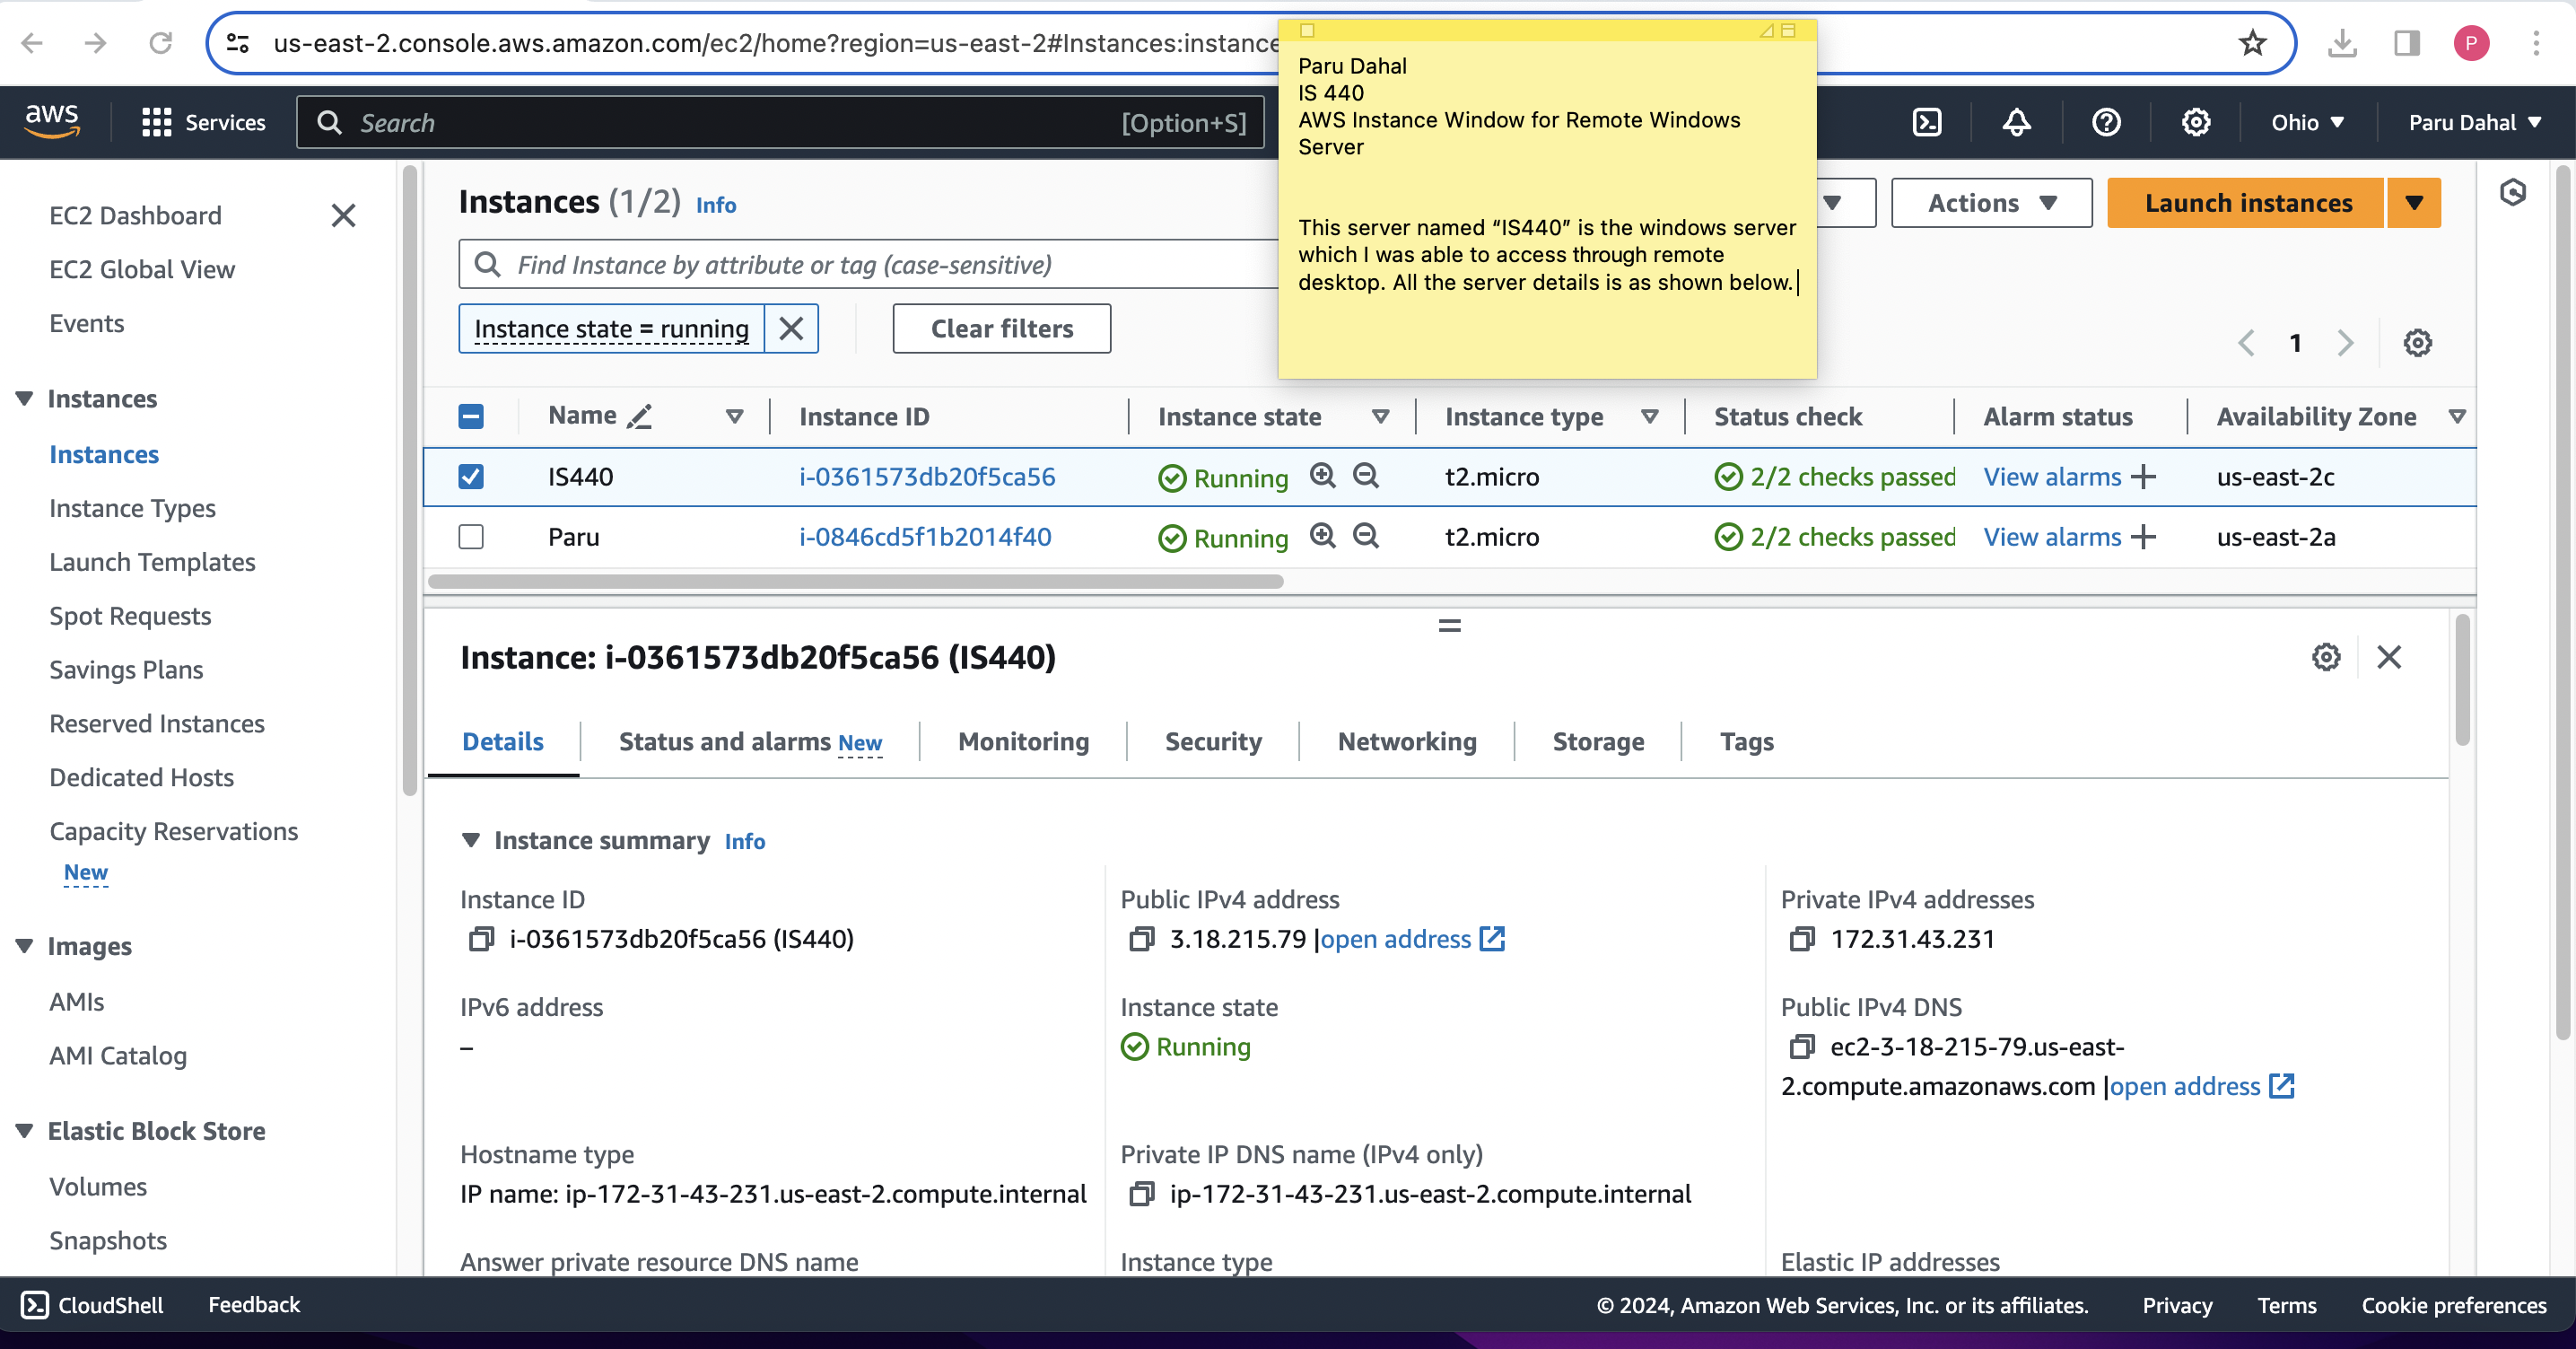 us-east-2.console.aws.amazon.com/ec2/home?region=us-east-2#Instances:instance
P
Paru Dahal
IS 440
AWS Instance Window for Remote Windows
Server
This server named “IS440” is the windows server
which I was able to access through remote
desktop. All the server details is as shown below.
aws
Services
Search
[Option+S]
Ohio
Paru Dahal
EC2 Dashboard
EC2 Global View
Events
Instances
Instances
Instance Types
Launch Templates
Spot Requests
Savings Plans
Reserved Instances
Dedicated Hosts
Capacity Reservations
New
Images
AMIs
AMI Catalog
Elastic Block Store
Volumes
Snapshots
Instances (1/2) Info
Actions
Launch instances
Find Instance by attribute or tag (case-sensitive)
Instance state = running
Clear filters
1
Name Instance ID Instance state Instance type Status check Alarm status Availability Zone
IS440 i-0361573db20f5ca56 Running t2.micro 2/2 checks passed View alarms + us-east-2c
Paru i-0846cd5f1b2014f40 Running t2.micro 2/2 checks passed View alarms + us-east-2a
Instance: i-0361573db20f5ca56 (IS440)
Details Status and alarms New Monitoring Security Networking Storage Tags
Instance summary Info
Instance ID
i-0361573db20f5ca56 (IS440)
Public IPv4 address
3.18.215.79 |open address
Private IPv4 addresses
172.31.43.231
IPv6 address
–
Instance state
Running
Public IPv4 DNS
ec2-3-18-215-79.us-east-
2.compute.amazonaws.com |open address
Hostname type
IP name: ip-172-31-43-231.us-east-2.compute.internal
Private IP DNS name (IPv4 only)
ip-172-31-43-231.us-east-2.compute.internal
Answer private resource DNS name
Instance type
Elastic IP addresses
CloudShell
Feedback
© 2024, Amazon Web Services, Inc. or its affiliates.
Privacy
Terms
Cookie preferences